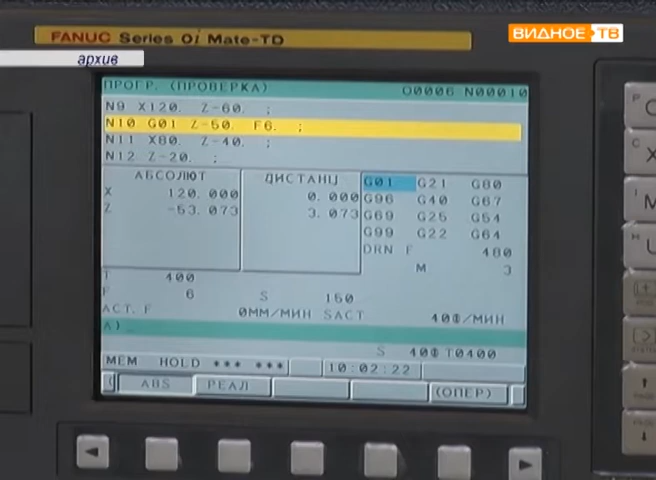 FANUC Series 0i Mate-TD
ВИДНОЕ ТВ
архив
ПРОГР. (ПРОВЕРКА) O0006 N00010
N9 X120. Z-60. ;
N10 G01 Z-50. F6. ;
N11 X80. Z-40. ;
N12 Z-20. ;
АБСОЛЮТ ДИСТАНЦ G01 G21 G80
X 120.000 0.000 G96 G40 G67
Z -53.073 3.073 G69 G25 G54
G99 G22 G64
DRN F 480
M 3
T 400
F 6 S 150
ACT. F 0MM/МИН SACT 400/МИН
A)_
S 400 T0400
MEM HOLD *** *** 10:02:22
( ABS РЕАЛ (ОПЕР)